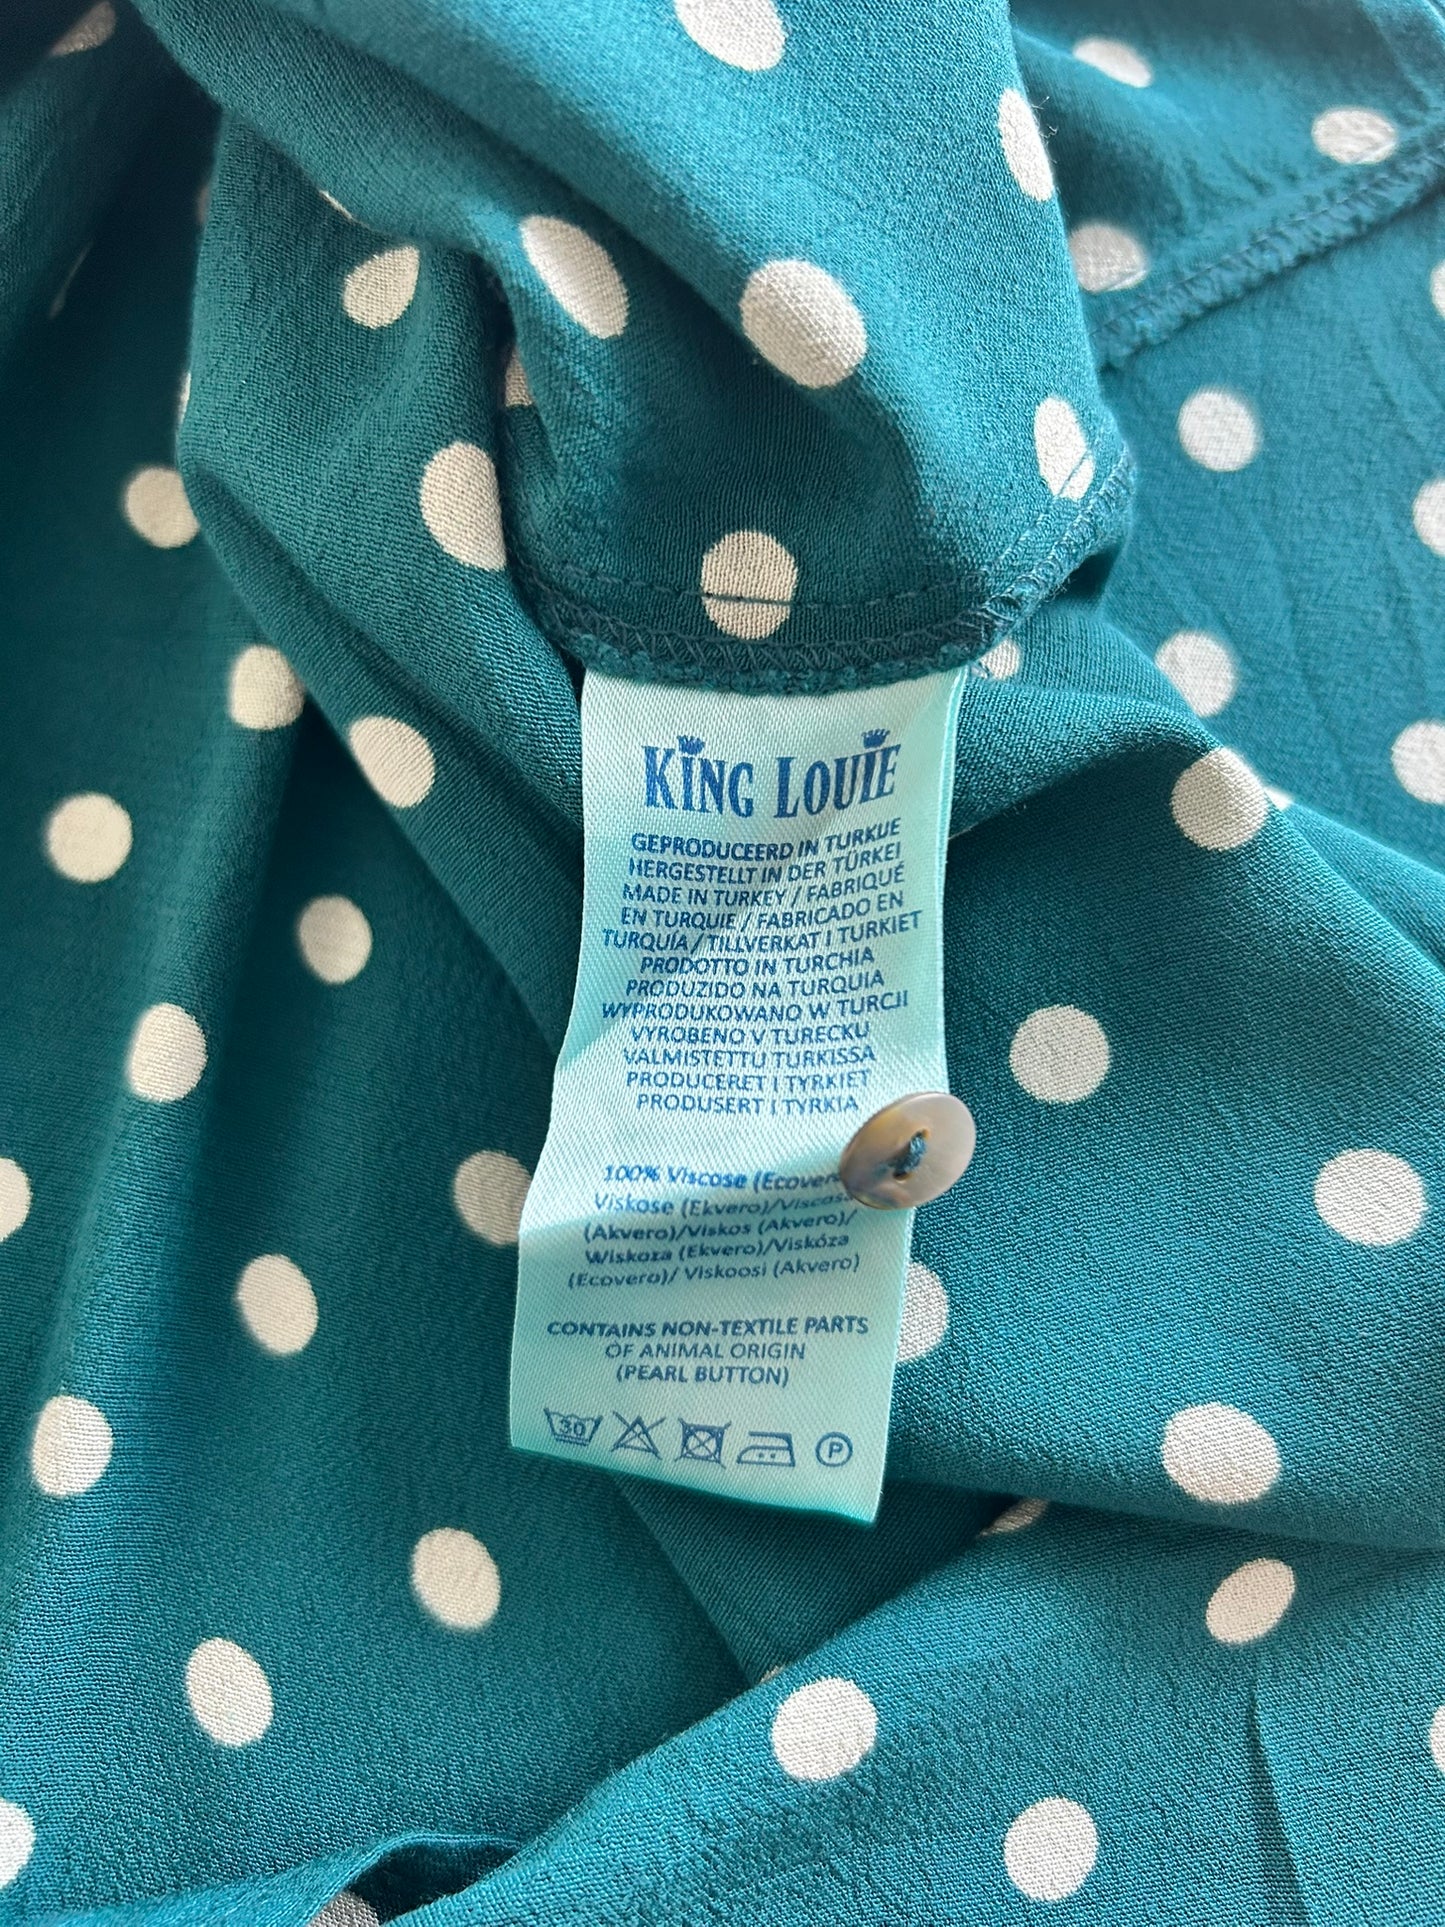 KING LOUIE
GEPRODUCEERD IN TURKUE
HERGESTELLT IN DER TÜRKEI
MADE IN TURKEY / FABRIQUÉ
EN TURQUIE / FABRICADO EN
TURQUÍA / TILLVERKAT I TURKIET
PRODOTTO IN TURCHIA
PRODUZIDO NA TURQUIA
WYPRODUKOWANO W TURCJI
VYROBENO V TURECKU
VALMISTETTU TURKISSA
PRODUCERET I TYRKIET
PRODUSERT I TYRKIA
100% Viscose
Viskose (Ekvero)/
(Akvero)/Viskos (Akvero)/
Wiskoza (Ekvero)/Viskóza
(Ecovero)/ Viskoosi (Akvero)
CONTAINS NON-TEXTILE PARTS
OF ANIMAL ORIGIN
(PEARL BUTTON)
30 P